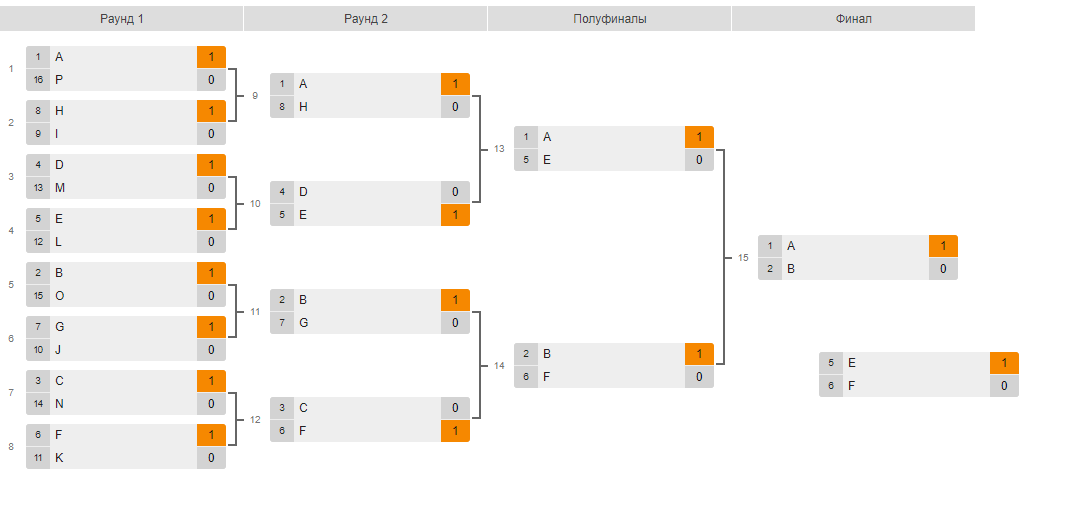 Раунд 1 Раунд 2 Полуфиналы Финал
1 1 A 1
16 P 0
2 8 H 1
9 I 0
3 4 D 1
13 M 0
4 5 E 1
12 L 0
5 2 B 1
15 O 0
6 7 G 1
10 J 0
7 3 C 1
14 N 0
8 6 F 1
11 K 0
9 1 A 1
8 H 0
10 4 D 0
5 E 1
11 2 B 1
7 G 0
12 3 C 0
6 F 1
13 1 A 1
5 E 0
14 2 B 1
6 F 0
15 1 A 1
2 B 0
5 E 1
6 F 0